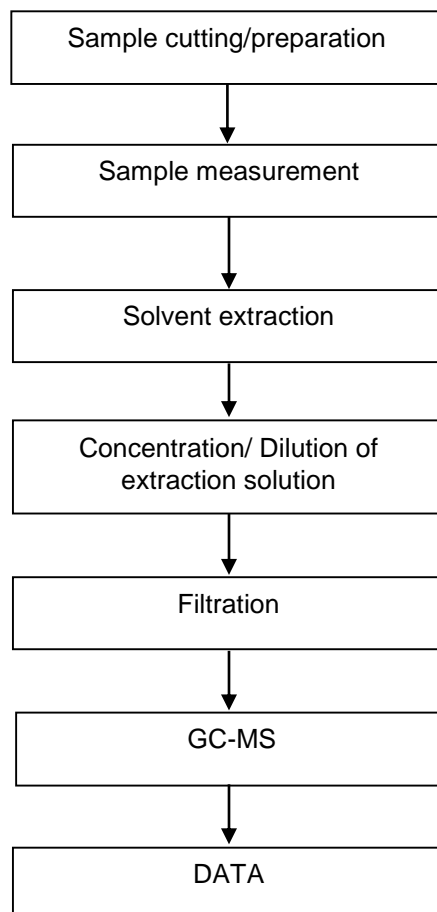 Sample cutting/preparation
Sample measurement
Solvent extraction
Concentration/ Dilution of
extraction solution
Filtration
GC-MS
DATA